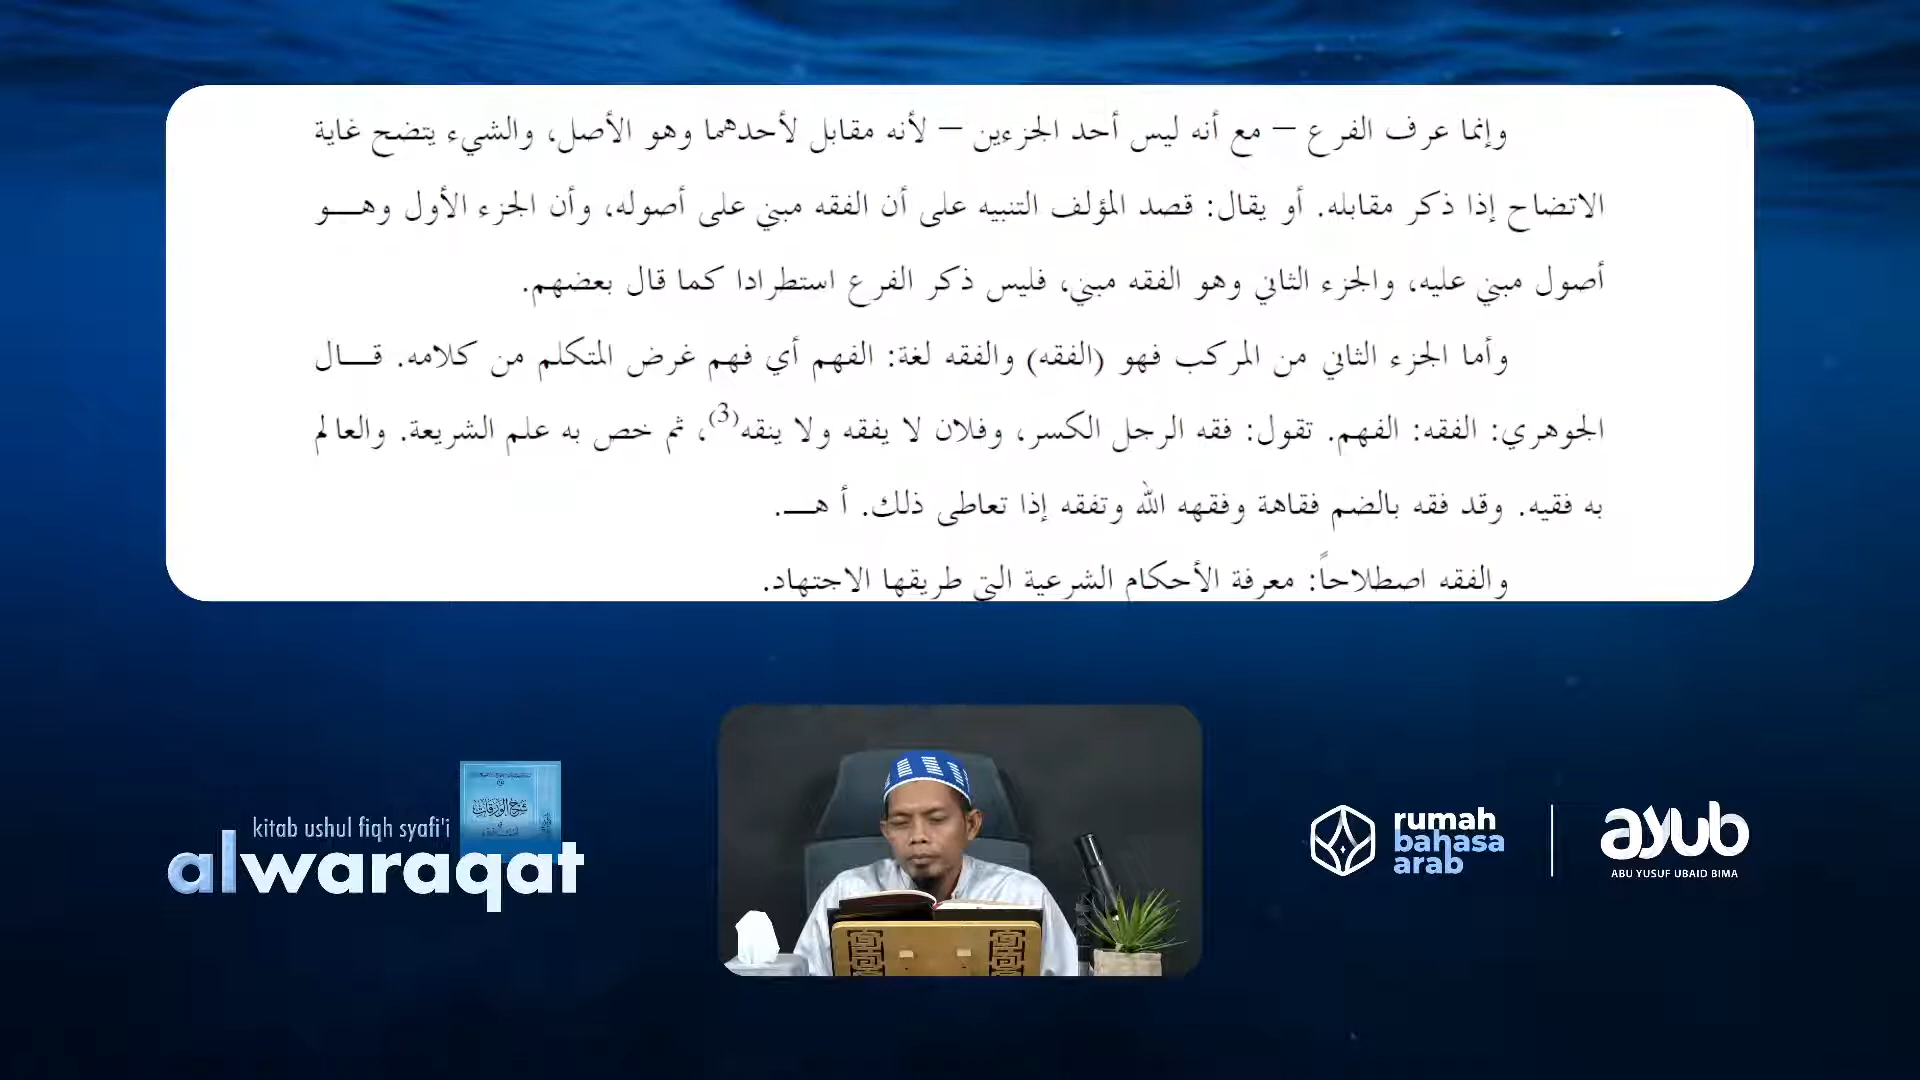 وإنما عرف الفرع – مع أنه ليس أحد الجزءين – لأنه مقابل لأحدهما وهو الأصل، والشيء يتضح غاية
الاتضاح إذا ذكر مقابله. أو يقال: قصد المؤلف التنبيه على أن الفقه مبني على أصوله، وأن الجزء الأول وهـــو
أصول مبني عليه، والجزء الثاني وهو الفقه مبني، فليس ذكر الفرع استطرادا كما قال بعضهم.
وأما الجزء الثاني من المركب فهو (الفقه) والفقه لغة: الفهم أي فهم غرض المتكلم من كلامه. قـــال
الجوهري: الفقه: الفهم. تقول: فقه الرجل الكسر، وفلان لا يفقه ولا ينقه(3)، ثم خص به علم الشريعة. والعالم
به فقيه. وقد فقه بالضم فقاهة وفقهه الله وتفقه إذا تعاطى ذلك. أ هـــ.
والفقه اصطلاحاً: معرفة الأحكام الشرعية التي طريقها الاجتهاد.
شرح الورقات
kitab ushul fiqh syafi'i
alwaraqat
rumah
bahasa
arab
ayub
ABU YUSUF UBAID BIMA